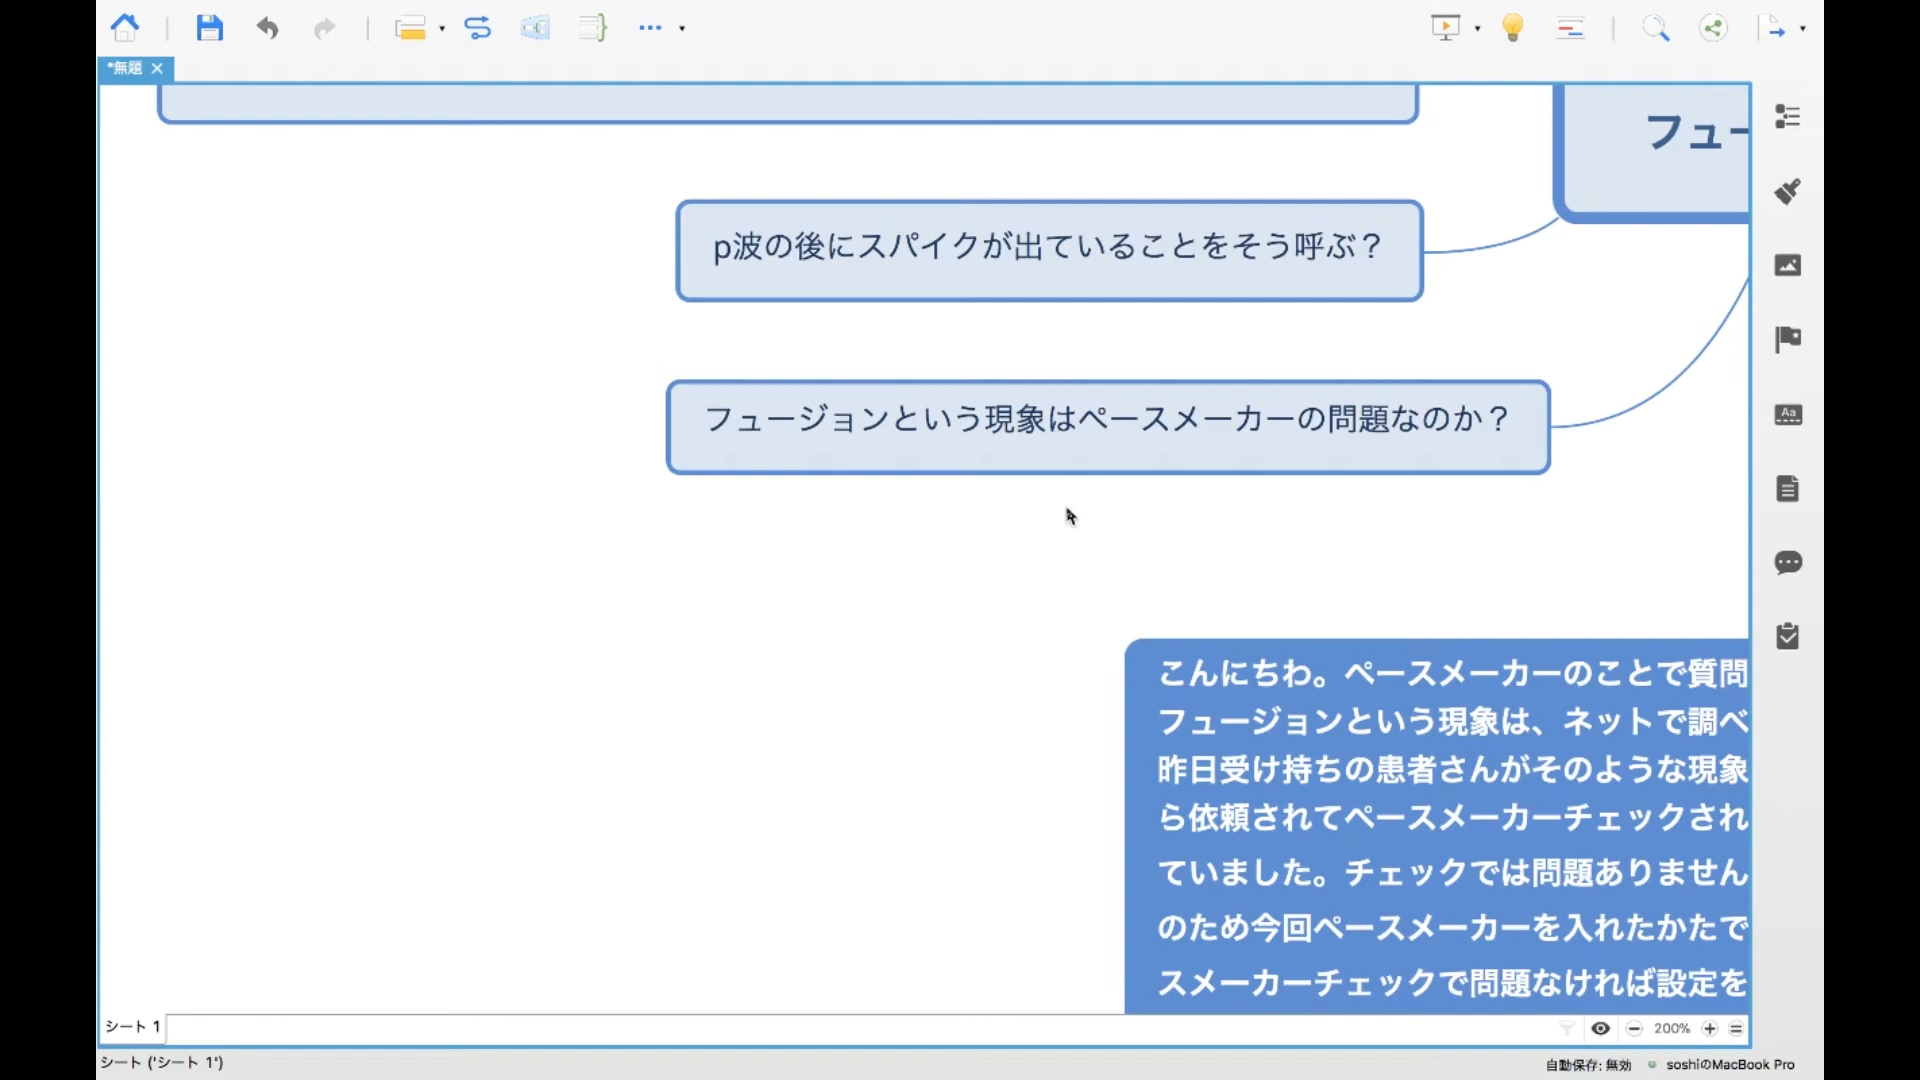 *無題
フュー
p波の後にスパイクが出ていることをそう呼ぶ？
フュージョンという現象はペースメーカーの問題なのか？
こんにちわ。ペースメーカーのことで質問
フュージョンという現象は、ネットで調べ
昨日受け持ちの患者さんがそのような現象
ら依頼されてペースメーカーチェックされ
ていました。チェックでは問題ありません
のため今回ペースメーカーを入れたかたで
スメーカーチェックで問題なければ設定を
Aa
シート 1
200%
シート ('シート 1')
自動保存: 無効
soshiのMacBook Pro